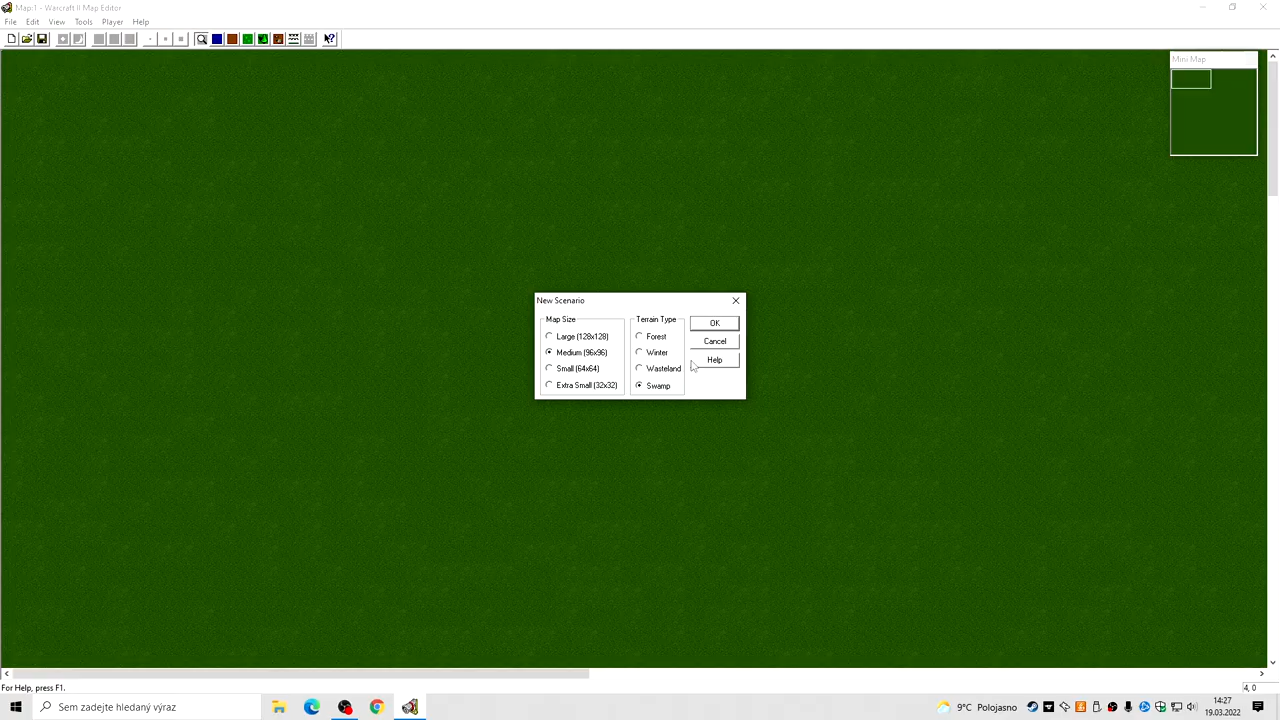 Map:1 - Warcraft II Map Editor
File Edit View Tools Player Help
Mini Map
New Scenario
Map Size
Large (128x128)
Medium (96x96)
Small (64x64)
Extra Small (32x32)
Terrain Type
Forest
Winter
Wasteland
Swamp
OK
Cancel
Help
For Help, press F1.
4, 0
Sem zadejte hledaný výraz
9°C Polojasno
14:27
19.03.2022